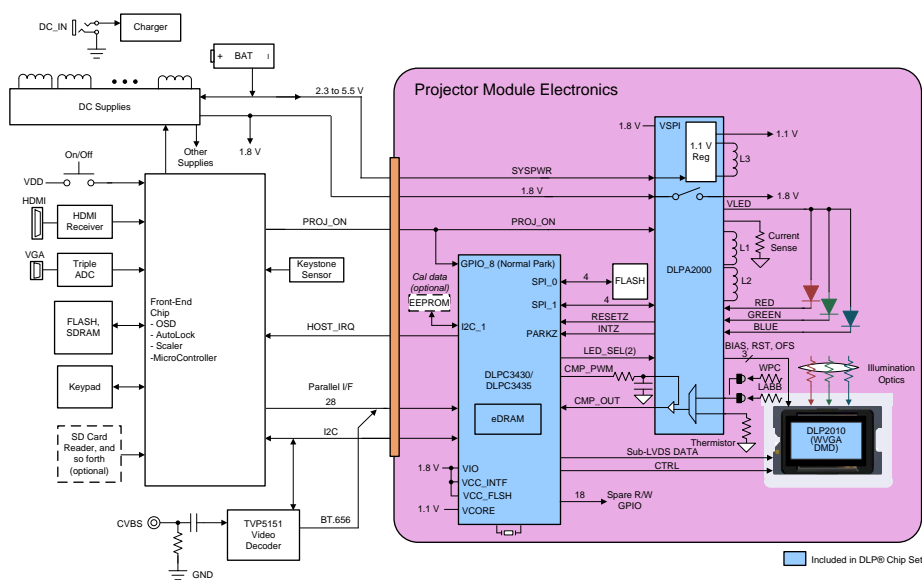 DC_IN
Charger
+ BAT –
DC Supplies
2.3 to 5.5 V
Other
Supplies
1.8 V
On/Off
VDD
HDMI
HDMI
Receiver
VGA
Triple
ADC
FLASH,
SDRAM
Keypad
SD Card
Reader, and
so forth
(optional)
Front-End
Chip
- OSD
- AutoLock
- Scaler
-MicroController
PROJ_ON
Keystone
Sensor
HOST_IRQ
Parallel I/F
28
I2C
CVBS
TVP5151
Video
Decoder
BT.656
GND
Projector Module Electronics
SYSPWR
1.8 V
PROJ_ON
GPIO_8 (Normal Park)
Cal data
(optional)
EEPROM
I2C_1
SPI_0
4
FLASH
SPI_1
4
RESETZ
PARKZ
INTZ
LED_SEL(2)
DLPC3430/
DLPC3435
CMP_PWM
eDRAM
CMP_OUT
Sub-LVDS DATA
CTRL
1.8 V
VIO
VCC_INTF
VCC_FLSH
1.1 V
VCORE
18
Spare R/W
GPIO
1.8 V
VSPI
1.1 V
Reg
1.1 V
L3
1.8 V
VLED
Current
Sense
L1
L2
DLPA2000
RED
GREEN
BLUE
BIAS, RST, OFS
3
WPC
LABB
Thermistor
Illumination
Optics
DLP2010
(WVGA
DMD)
Included in DLP® Chip Set